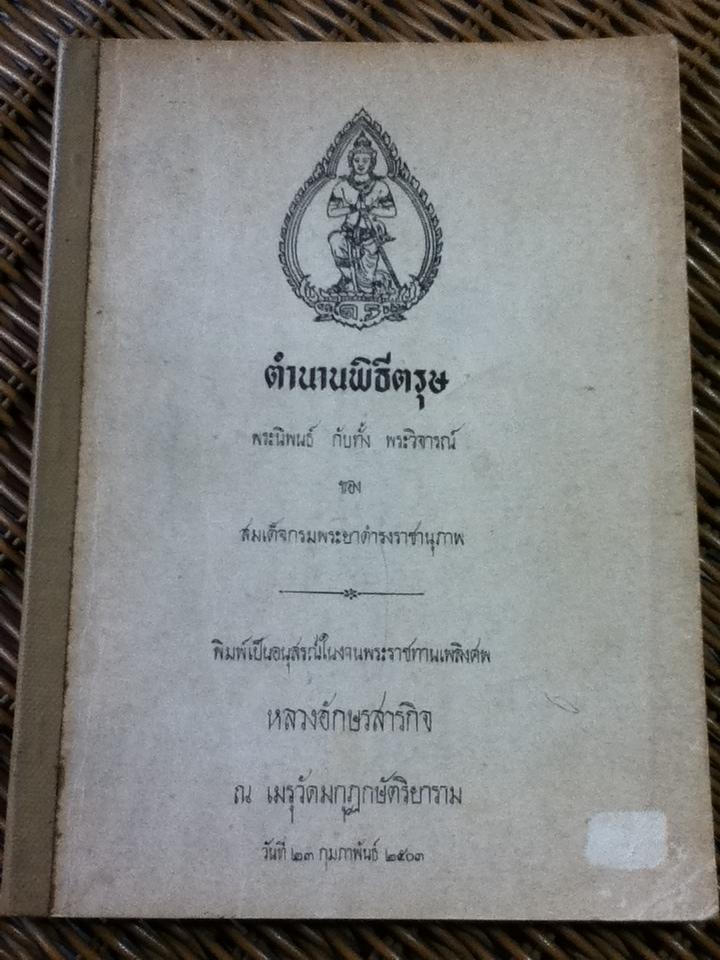 ด.ร
ตำนานพิธีตรุษ
พระนิพนธ์ กับทั้ง พระวิจารณ์
ของ
สมเด็จกรมพระยาดำรงราชานุภาพ
พิมพ์เป็นอนุสรณ์ในงานพระราชทานเพลิงศพ
หลวงอักษรสารกิจ
ณ เมรุวัดมกุฏกษัตริยาราม
วันที่ ๒๓ กุมภาพันธ์ ๒๕๐๓